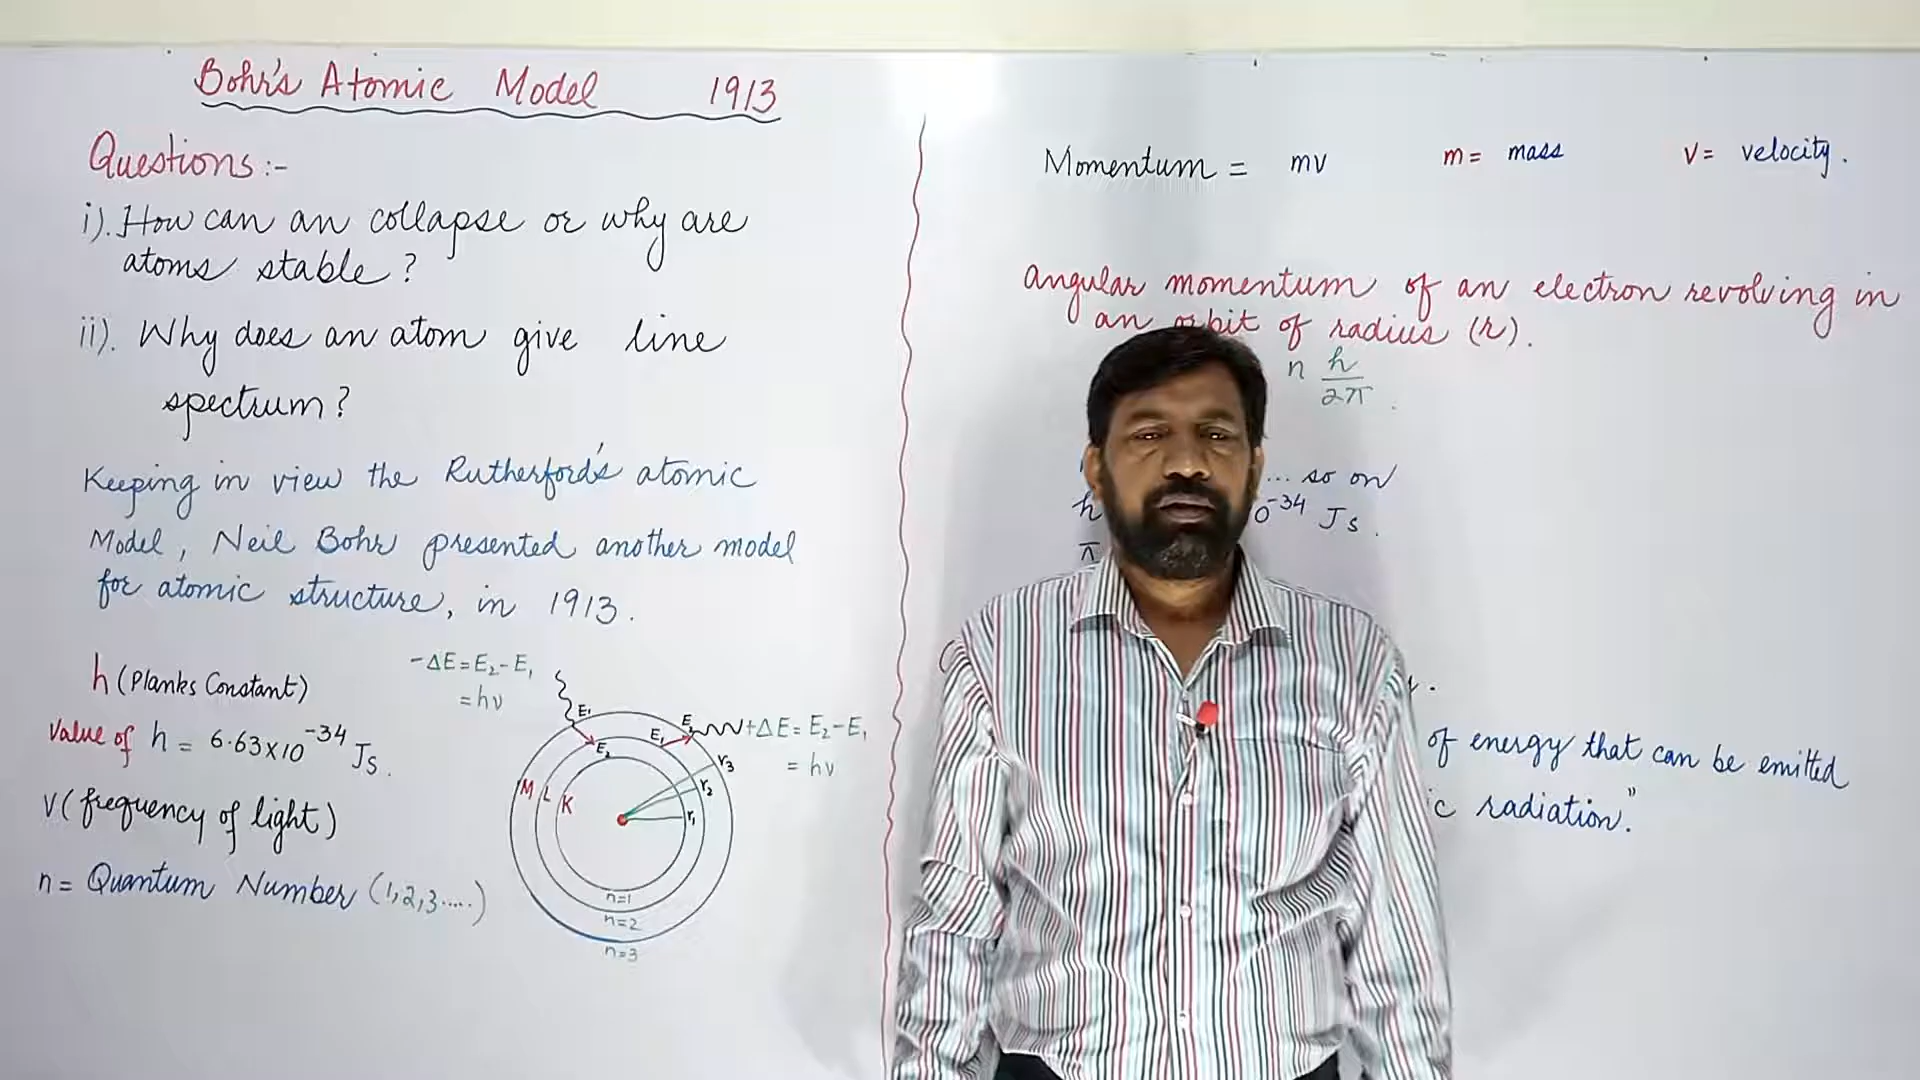 Bohr's Atomic Model 1913
Questions:-
i). How can an collapse or why are
atoms stable?
ii). Why does an atom give line
spectrum?
Keeping in view the Rutherford's atomic
Model, Neil Bohr presented another model
for atomic structure, in 1913.
h (Planks Constant)
Value of h = 6.63x10⁻³⁴ Js.
v (frequency of light)
n = Quantum Number (1,2,3.....)
-ΔE = E₂ - E₁
= hν
E₁
E₂
E₁
E₂
+ΔE = E₂ - E₁
= hν
r₃
r₂
r₁
M L K
n=1
n=2
n=3
Momentum = mv m = mass v = velocity.
Angular momentum of an electron revolving in
an orbit of radius (r).
n h/2π .
... so on
h 0⁻³⁴ Js.
π
of energy that can be emitted
ic radiation."